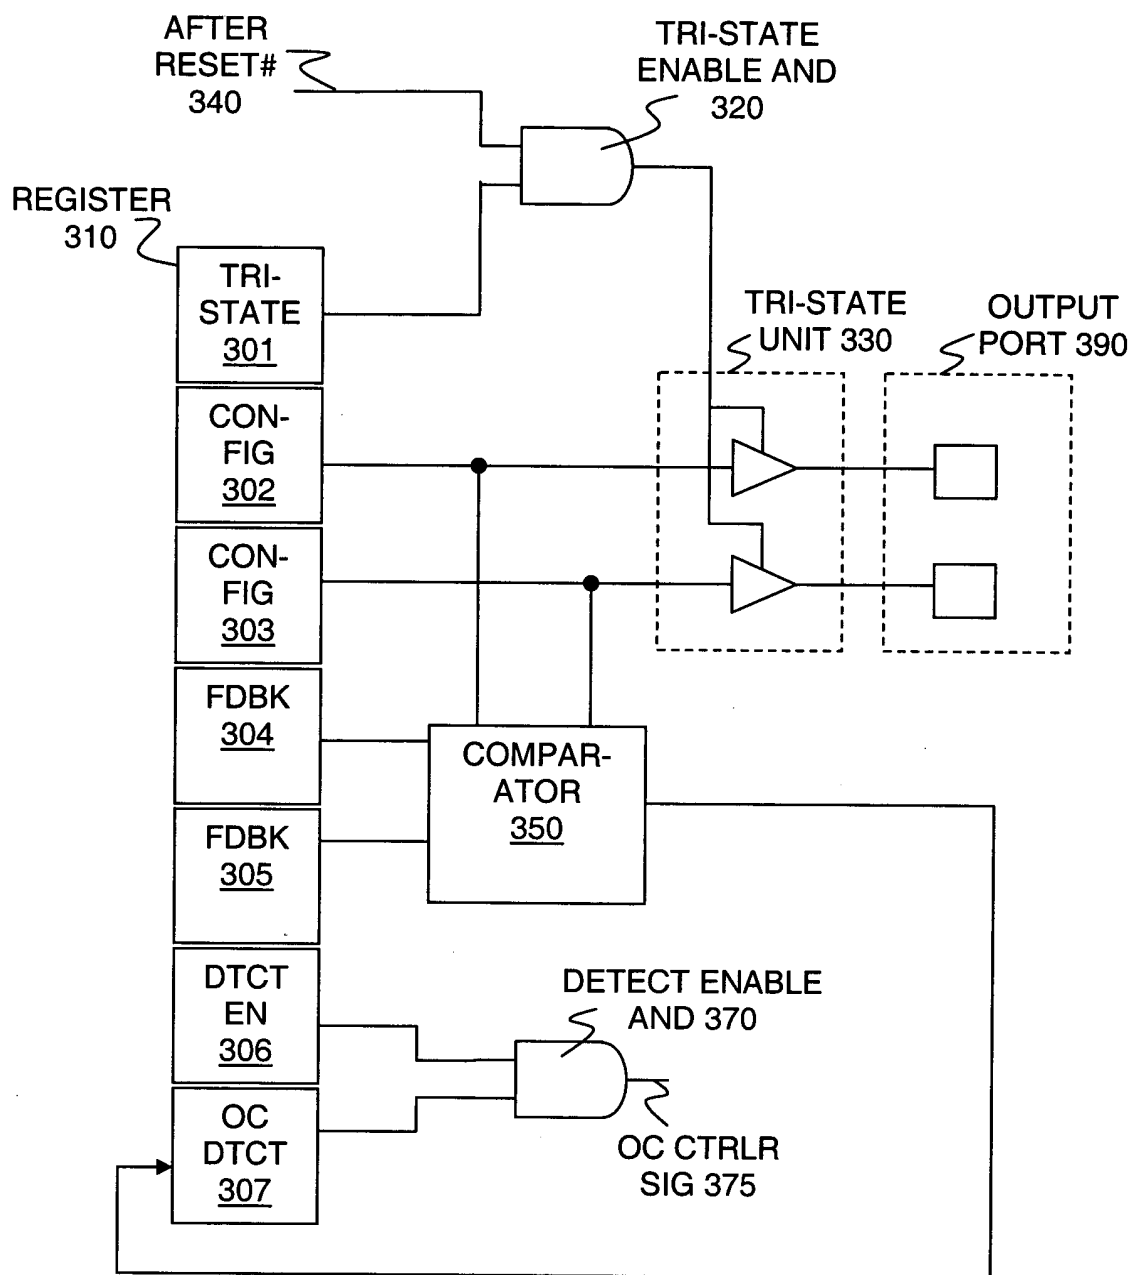 AFTER
RESET#
340
TRI-STATE
ENABLE AND
320
REGISTER
310
TRI-
STATE
301
CON-
FIG
302
CON-
FIG
303
FDBK
304
FDBK
305
DTCT
EN
306
OC
DTCT
307
TRI-STATE
UNIT 330
OUTPUT
PORT 390
COMPAR-
ATOR
350
DETECT ENABLE
AND 370
OC CTRLR
SIG 375